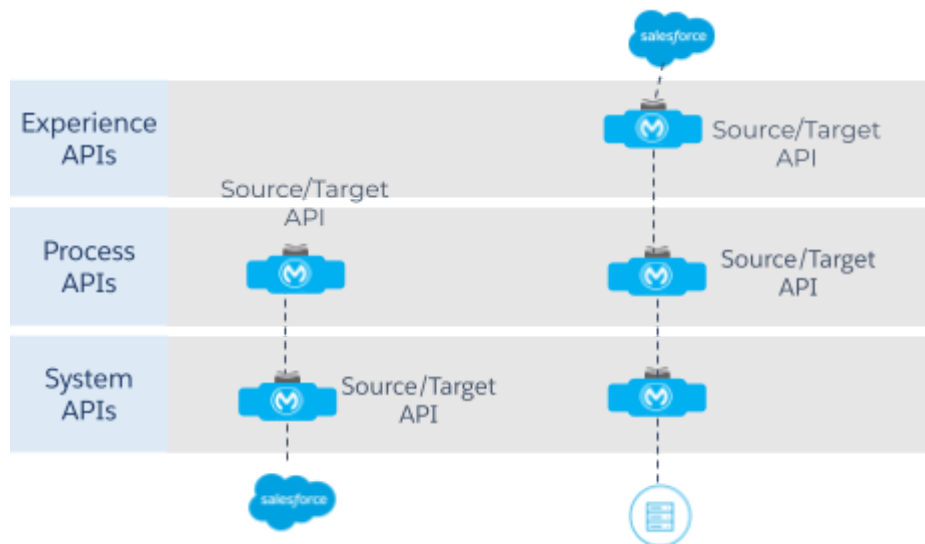 salesforce
Experience
APIs
Source/Target
API
Source/Target
API
Process
APIs
Source/Target
API
System
APIs
Source/Target
API
salesforce